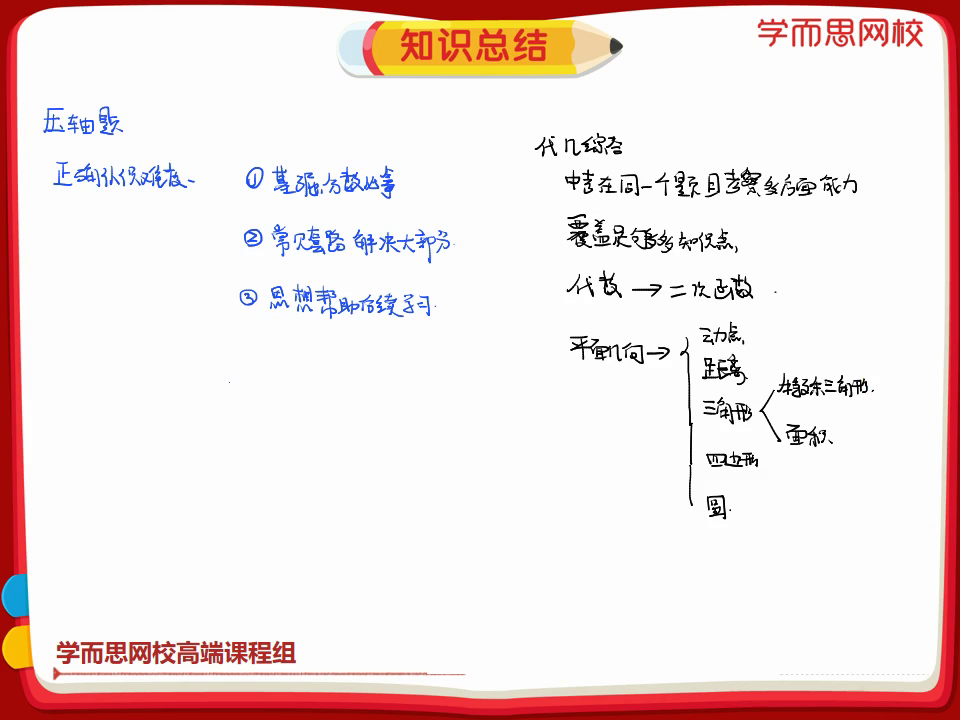 知识总结
学而思网校
压轴题
正确认识难度
① 基础分数必拿
② 常见套路 解决大部分
③ 思想帮助后续学习
代几综合
中考在同一个题目考察多方面能力
覆盖足够多知识点
代数 → 二次函数
平面几何 →
动点
距离
三角形
特殊三角形
面积
四边形
圆
学而思网校高端课程组